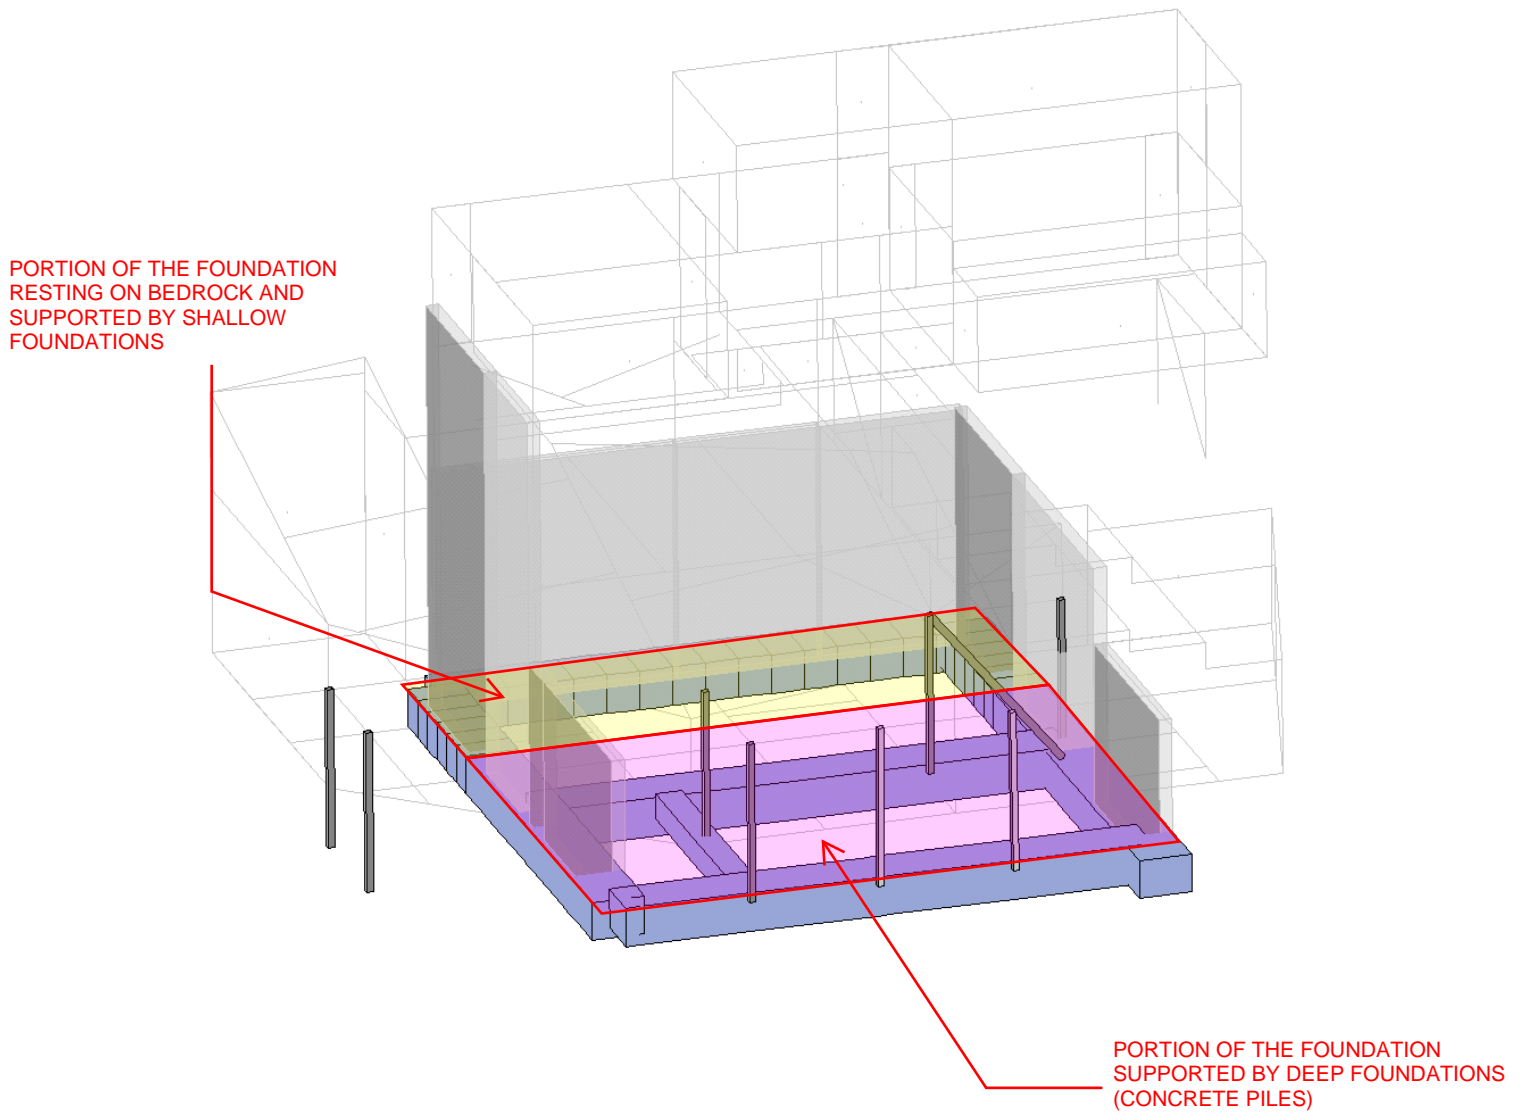 PORTION OF THE FOUNDATION
RESTING ON BEDROCK AND
SUPPORTED BY SHALLOW
FOUNDATIONS
PORTION OF THE FOUNDATION
SUPPORTED BY DEEP FOUNDATIONS
(CONCRETE PILES)